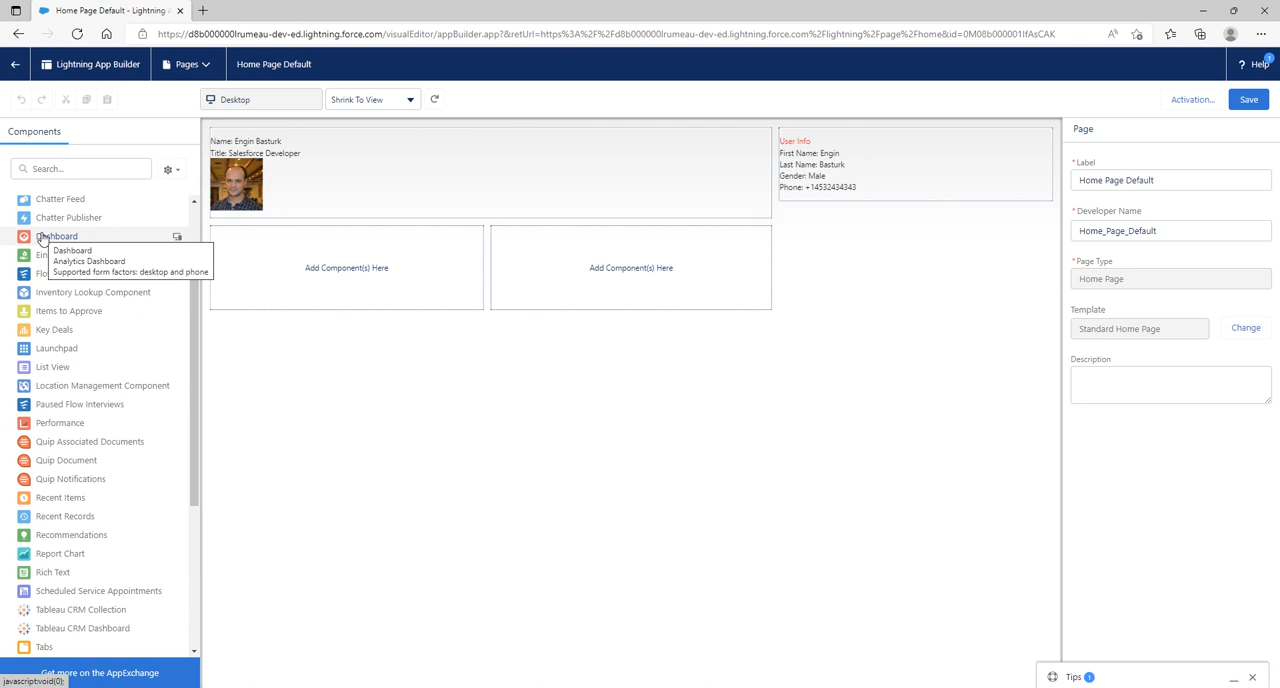 Home Page Default - Lightning A
https://d8b000000lrumeau-dev-ed.lightning.force.com/visualEditor/appBuilder.app?&retUrl=https%3A%2F%2Fd8b000000lrumeau-dev-ed.lightning.force.com%2Flightning%2Fpage%2Fhome&id=0M08b000001IfAsCAK
Lightning App Builder
Pages
Home Page Default
? Help
1
Desktop
Shrink To View
Activation...
Save
Components
Search...
Chatter Feed
Chatter Publisher
Dashboard
Dashboard
Analytics Dashboard
Supported form factors: desktop and phone
Inventory Lookup Component
Items to Approve
Key Deals
Launchpad
List View
Location Management Component
Paused Flow Interviews
Performance
Quip Associated Documents
Quip Document
Quip Notifications
Recent Items
Recent Records
Recommendations
Report Chart
Rich Text
Scheduled Service Appointments
Tableau CRM Collection
Tableau CRM Dashboard
Tabs
Get more on the AppExchange
javascript:void(0);
Name: Engin Basturk
Title: Salesforce Developer
User Info
First Name: Engin
Last Name: Basturk
Gender: Male
Phone: +14532434343
Add Component(s) Here
Add Component(s) Here
Page
* Label
Home Page Default
* Developer Name
Home_Page_Default
* Page Type
Home Page
Template
Standard Home Page
Change
Description
Tips 1